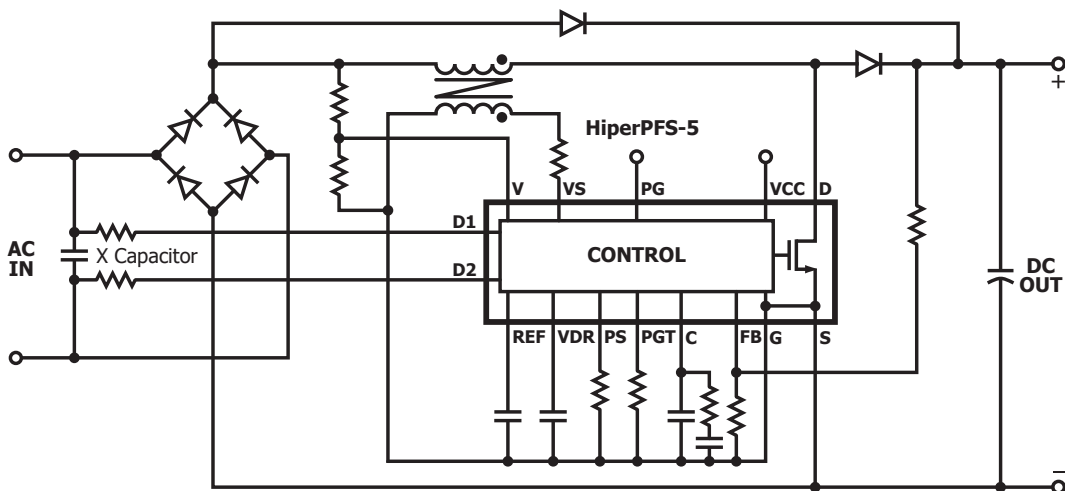 +
HiperPFS-5
V
VS
PG
VCC
D
D1
AC
IN
X Capacitor
CONTROL
DC
OUT
D2
REF
VDR
PS
PGT
C
FB
G
S
–